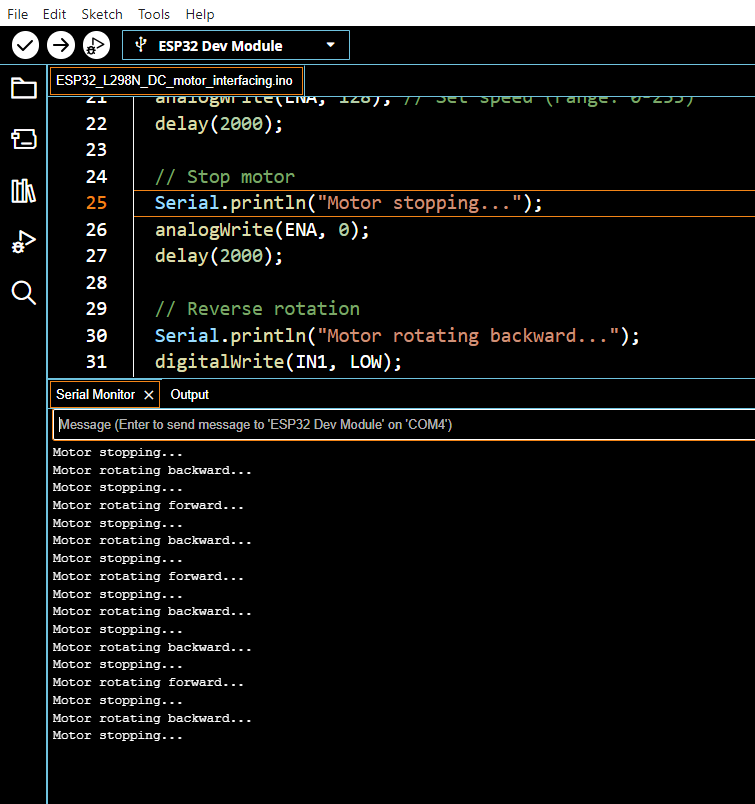 File Edit Sketch Tools Help
ESP32 Dev Module
ESP32_L298N_DC_motor_interfacing.ino
21 analogWrite(ENA, 128); // Set speed (range: 0-255)
22 delay(2000);
23
24 // Stop motor
25 Serial.println("Motor stopping...");
26 analogWrite(ENA, 0);
27 delay(2000);
28
29 // Reverse rotation
30 Serial.println("Motor rotating backward...");
31 digitalWrite(IN1, LOW);
Serial Monitor × Output
Message (Enter to send message to 'ESP32 Dev Module' on 'COM4')
Motor stopping...
Motor rotating backward...
Motor stopping...
Motor rotating forward...
Motor stopping...
Motor rotating backward...
Motor stopping...
Motor rotating forward...
Motor stopping...
Motor rotating backward...
Motor stopping...
Motor rotating backward...
Motor stopping...
Motor rotating forward...
Motor stopping...
Motor rotating backward...
Motor stopping...